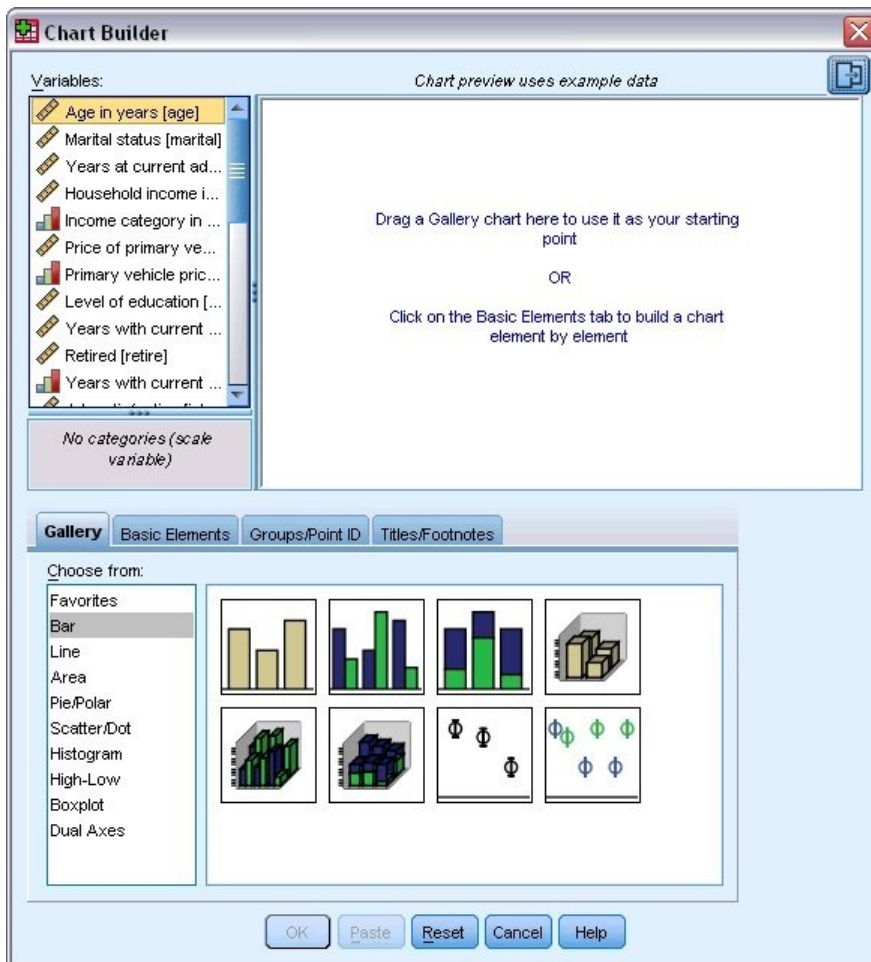 Chart Builder
Variables:
Chart preview uses example data
Age in years [age]
Marital status [marital]
Years at current ad...
Household income i...
Income category in ...
Price of primary ve...
Primary vehicle pric...
Level of education [...
Years with current ...
Retired [retire]
Years with current ...
No categories (scale
variable)
Drag a Gallery chart here to use it as your starting
point
OR
Click on the Basic Elements tab to build a chart
element by element
Gallery
Basic Elements
Groups/Point ID
Titles/Footnotes
Choose from:
Favorites
Bar
Line
Area
Pie/Polar
Scatter/Dot
Histogram
High-Low
Boxplot
Dual Axes
OK
Paste
Reset
Cancel
Help